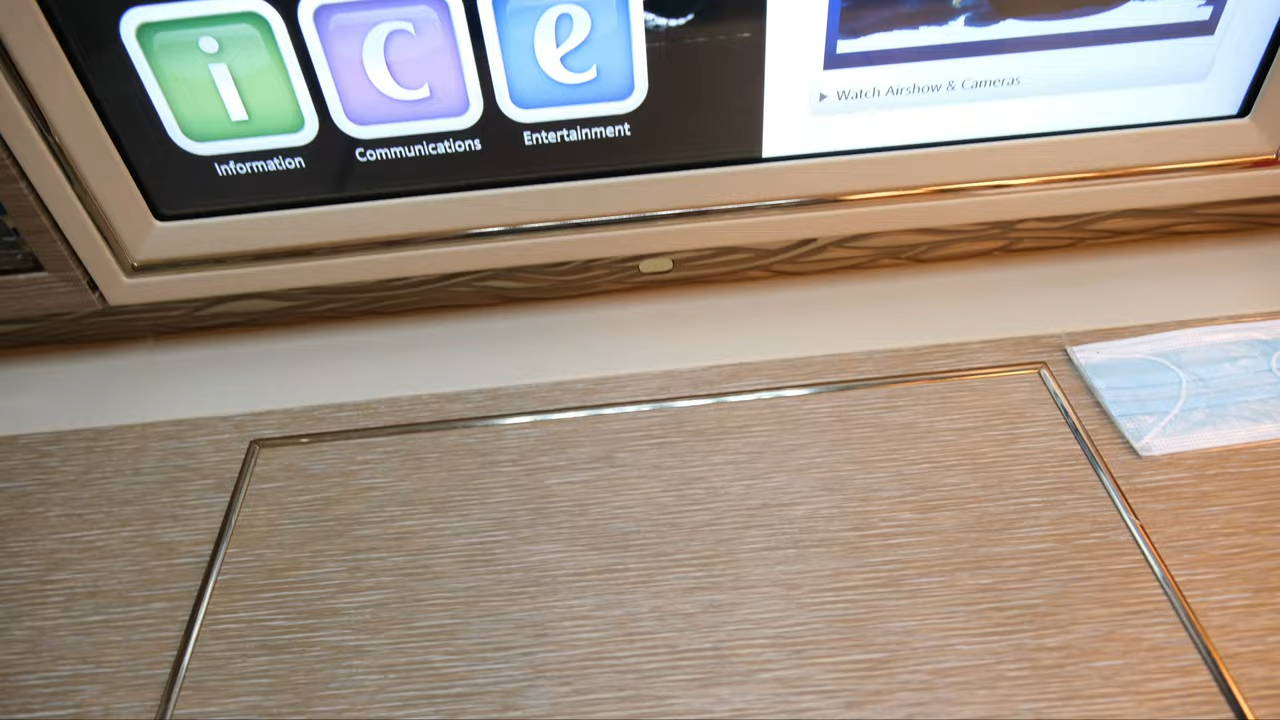 i
c
e
Information
Communications
Entertainment
Watch Airshow & Cameras